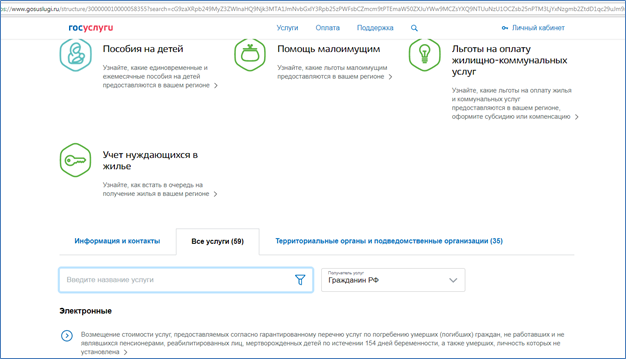 госуслуги
Услуги Оплата Поддержка Личный кабинет
Пособия на детей
Узнайте, какие единовременные и
ежемесячные пособия на детей
предоставляются в вашем регионе
Помощь малоимущим
Узнайте, какие льготы малоимущим
предоставляются в вашем регионе
Льготы на оплату
жилищно-коммунальных
услуг
Узнайте, какие льготы на оплату жилья
и коммунальных услуг
предоставляются в вашем регионе,
оформите субсидию или компенсацию
Учет нуждающихся в
жилье
Узнайте, как встать в очередь на
получение жилья в вашем регионе
Информация и контакты Все услуги (59) Территориальные органы и подведомственные организации (35)
Введите название услуги
Получатель услуг
Гражданин РФ
Электронные
Возмещение стоимости услуг, предоставляемых согласно гарантированному перечню услуг по погребению умерших (погибших) граждан, не работавших и не
являвшихся пенсионерами, реабилитированных лиц, мертворожденных детей по истечении 154 дней беременности, а также умерших, личность которых не
установлена